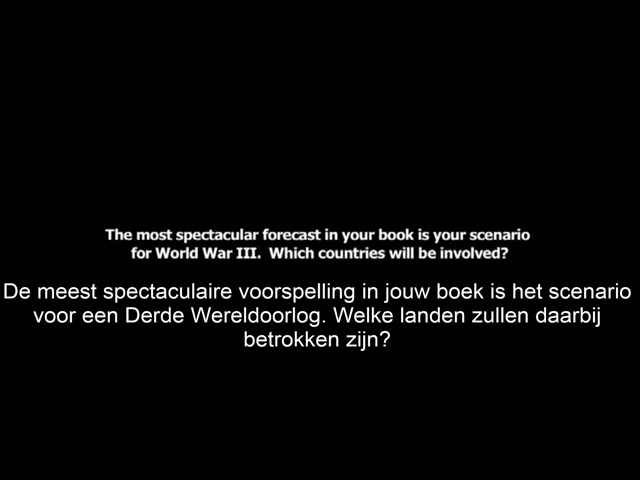 The most spectacular forecast in your book is your scenario
for World War III.  Which countries will be involved?
De meest spectaculaire voorspelling in jouw boek is het scenario
voor een Derde Wereldoorlog. Welke landen zullen daarbij
betrokken zijn?